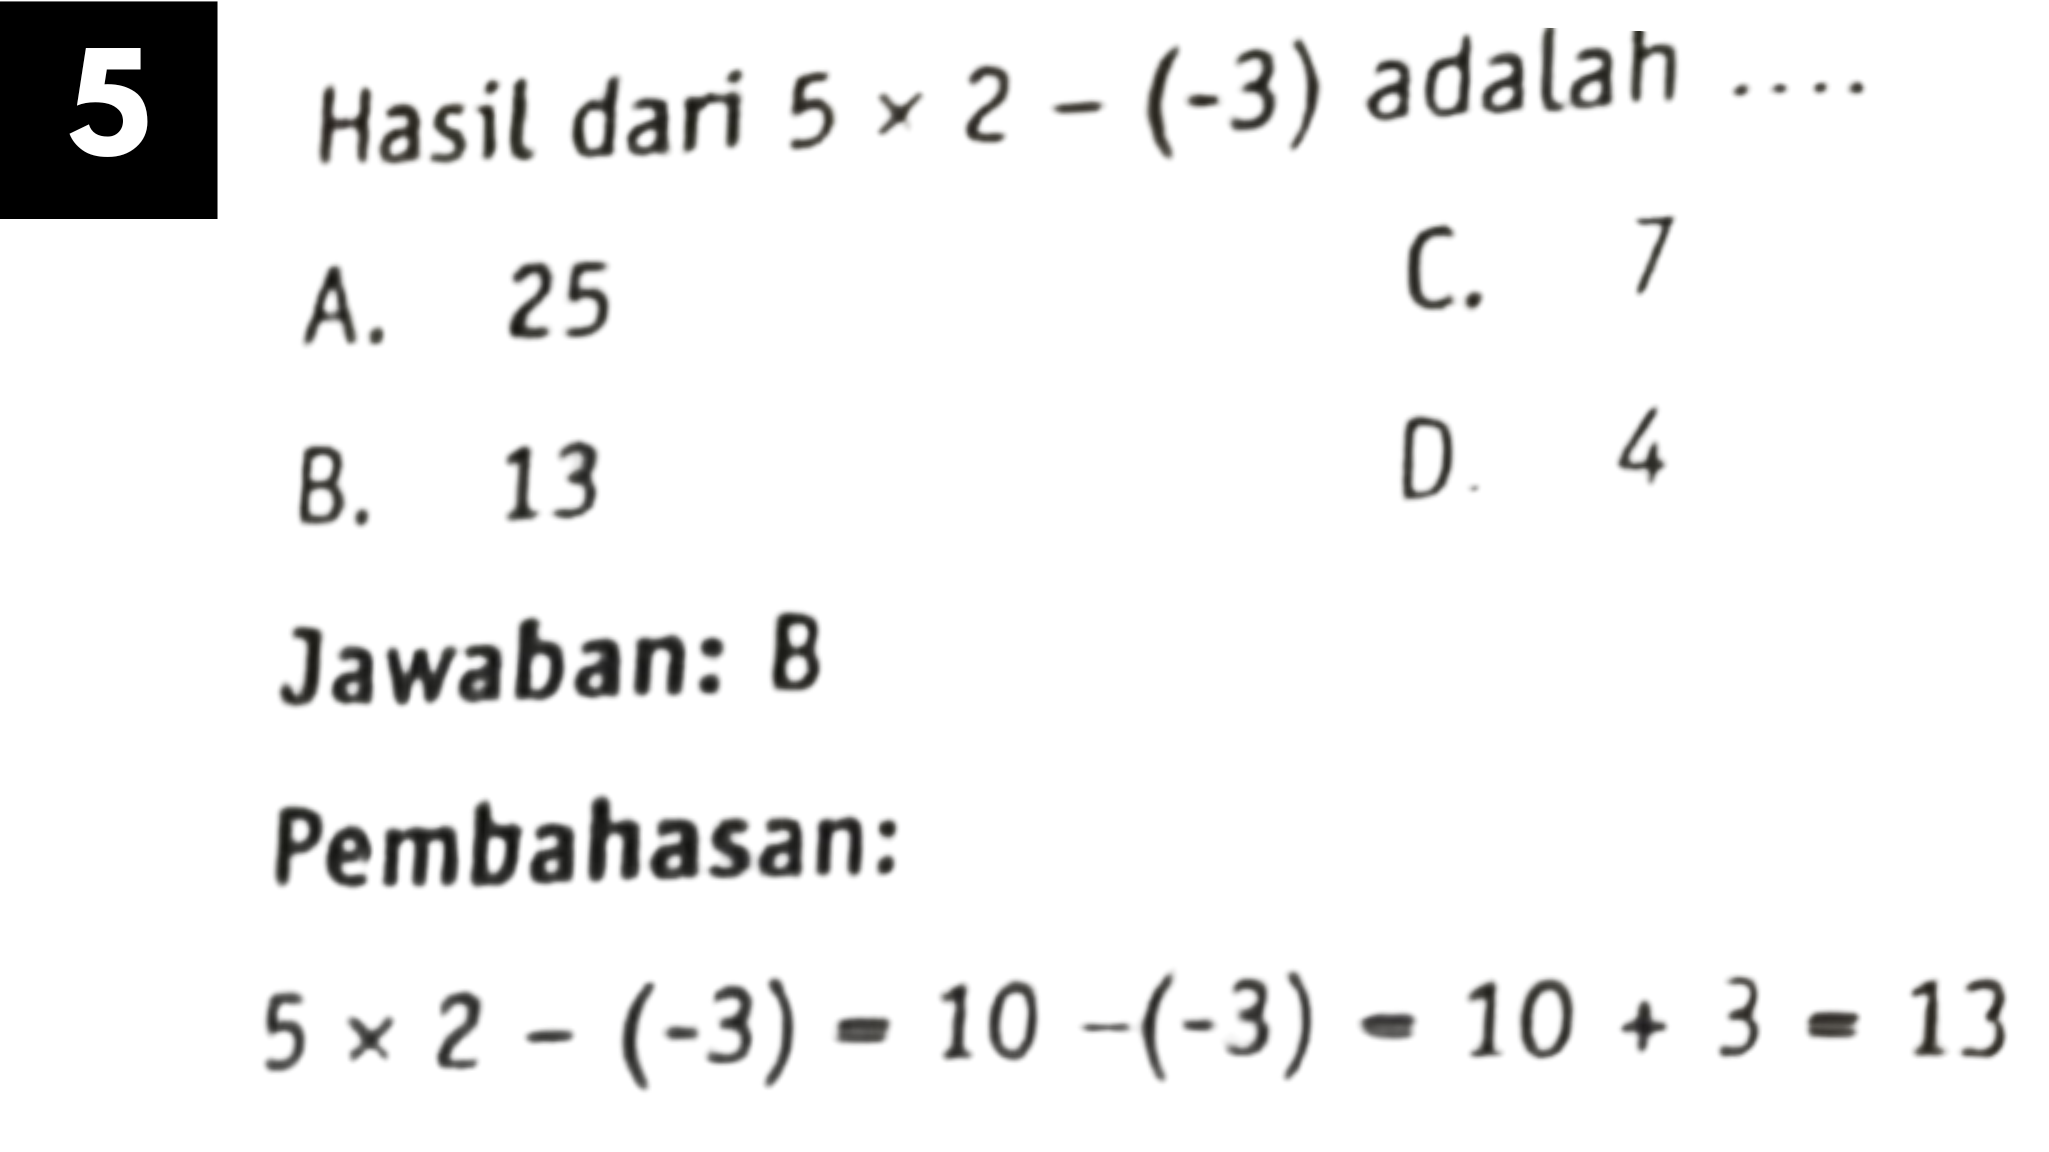 5
Hasil dari 5 × 2 – (-3) adalah ....
A. 25
C. 7
B. 13
D. 4
Jawaban: B
Pembahasan:
5 × 2 – (-3) = 10 –(-3) = 10 + 3 = 13